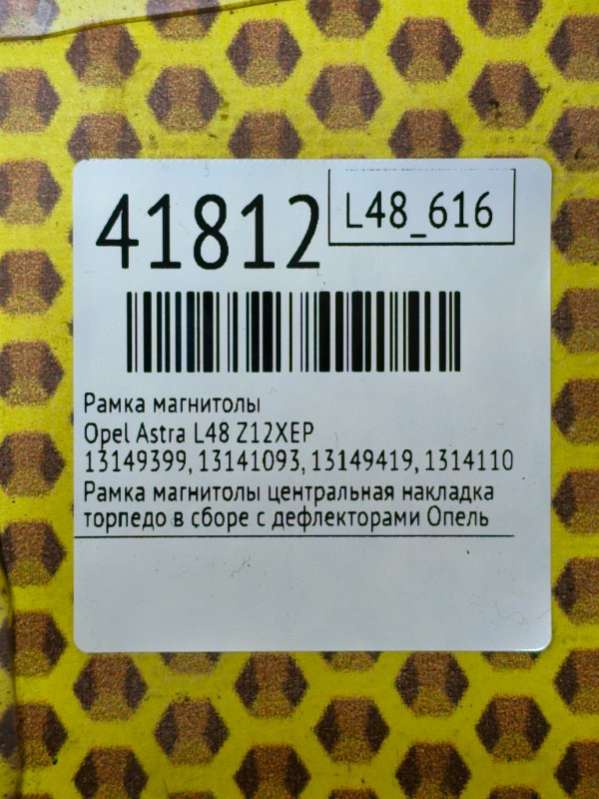 41812
L48_616
Рамка магнитолы
Opel Astra L48 Z12XEP
13149399, 13141093, 13149419, 1314110
Рамка магнитолы центральная накладка
торпедо в сборе с дефлекторами Опель